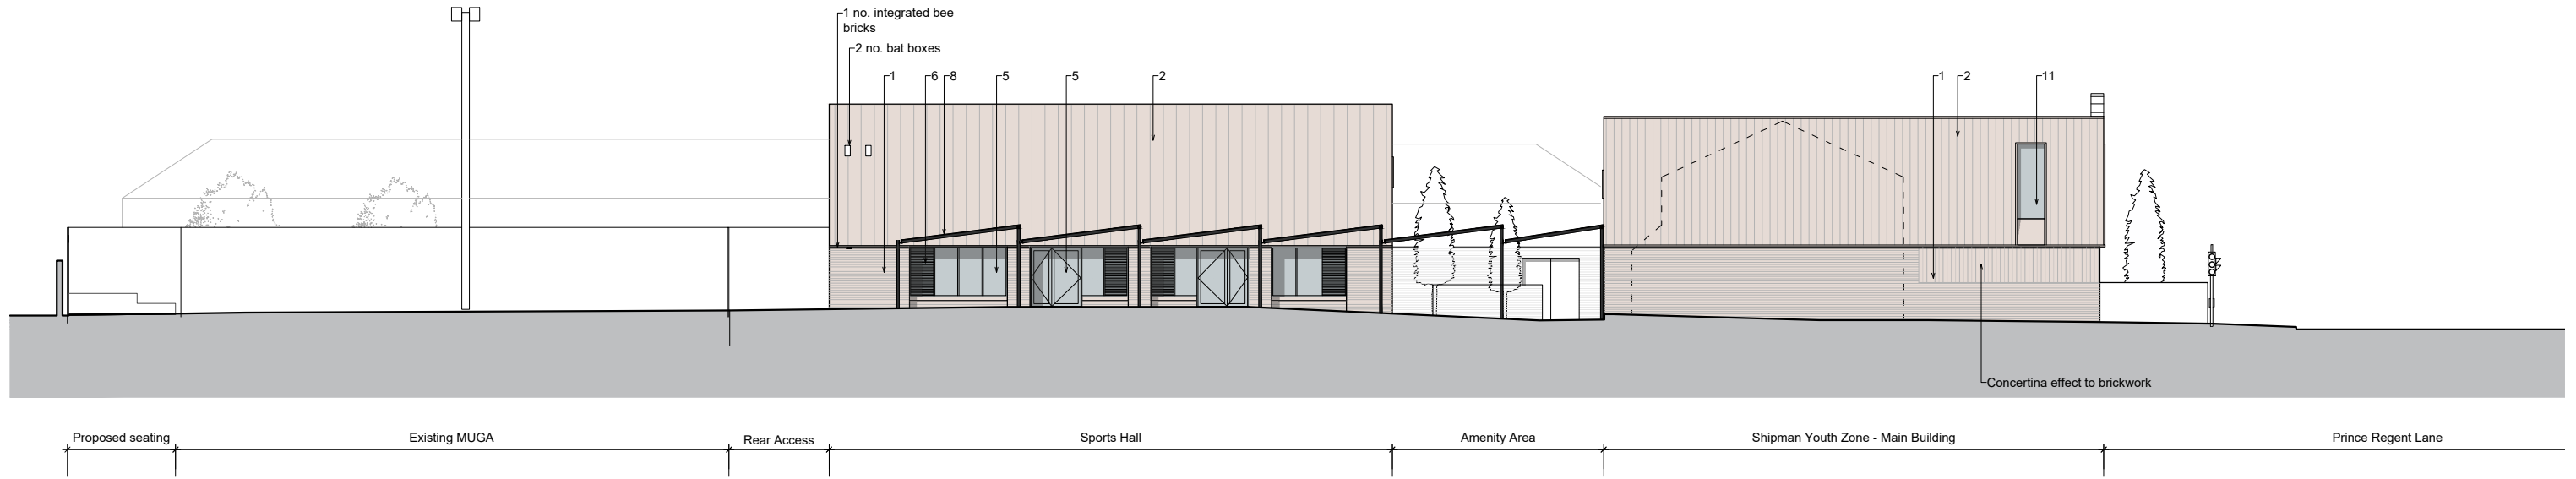 1 no. integrated bee
bricks
2 no. bat boxes
1
6
8
5
5
2
1
2
11
Concertina effect to brickwork
Proposed seating
Existing MUGA
Rear Access
Sports Hall
Amenity Area
Shipman Youth Zone - Main Building
Prince Regent Lane